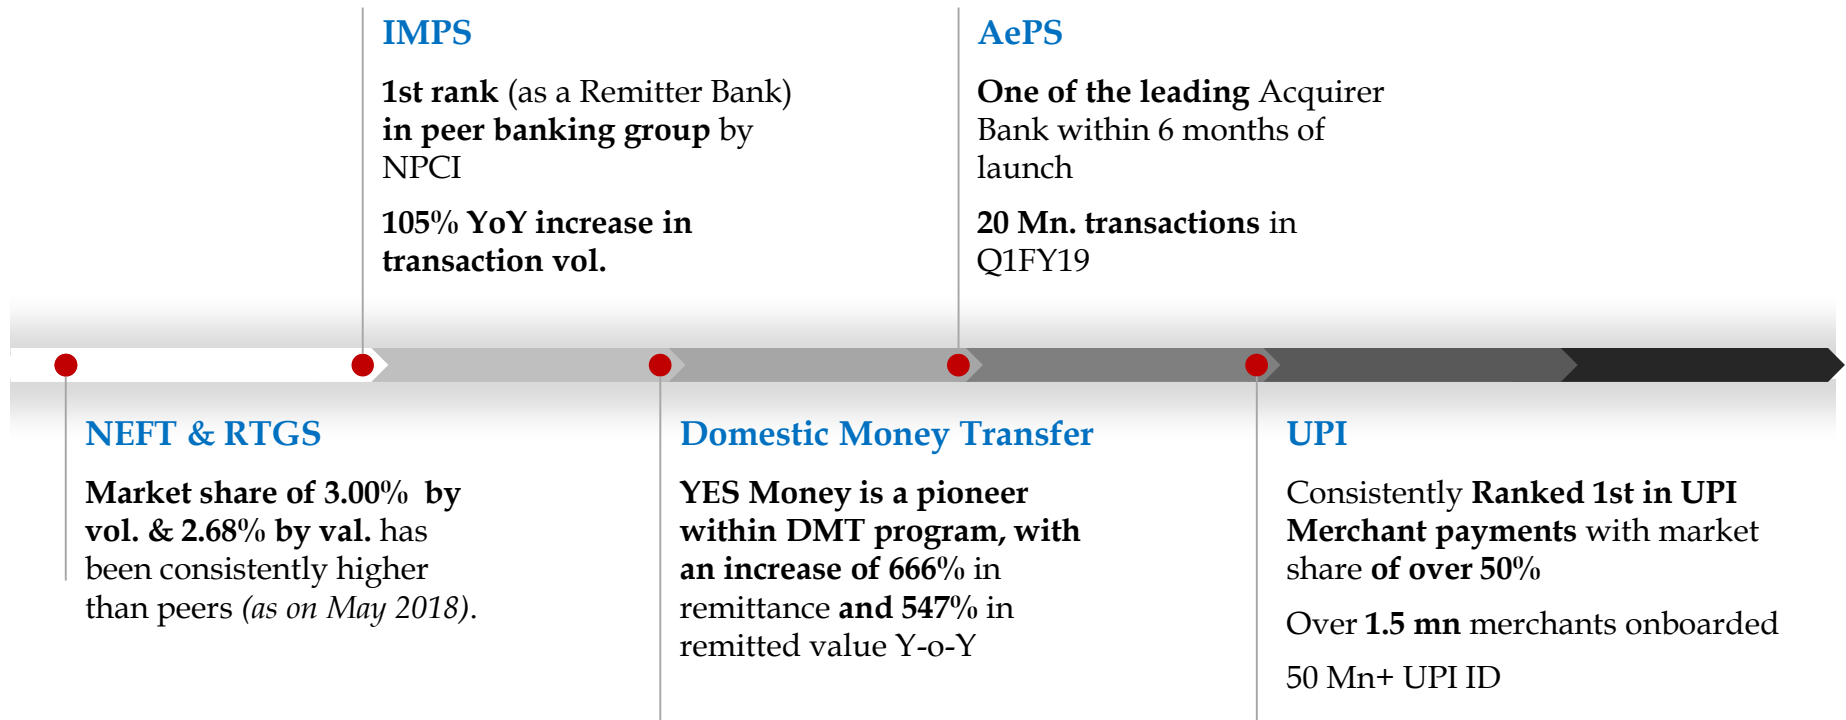 IMPS
1st rank (as a Remitter Bank)
in peer banking group by
NPCI
105% YoY increase in
transaction vol.
AePS
One of the leading Acquirer
Bank within 6 months of
launch
20 Mn. transactions in
Q1FY19
NEFT & RTGS
Market share of 3.00% by
vol. & 2.68% by val. has
been consistently higher
than peers (as on May 2018).
Domestic Money Transfer
YES Money is a pioneer
within DMT program, with
an increase of 666% in
remittance and 547% in
remitted value Y-o-Y
UPI
Consistently Ranked 1st in UPI
Merchant payments with market
share of over 50%
Over 1.5 mn merchants onboarded
50 Mn+ UPI ID